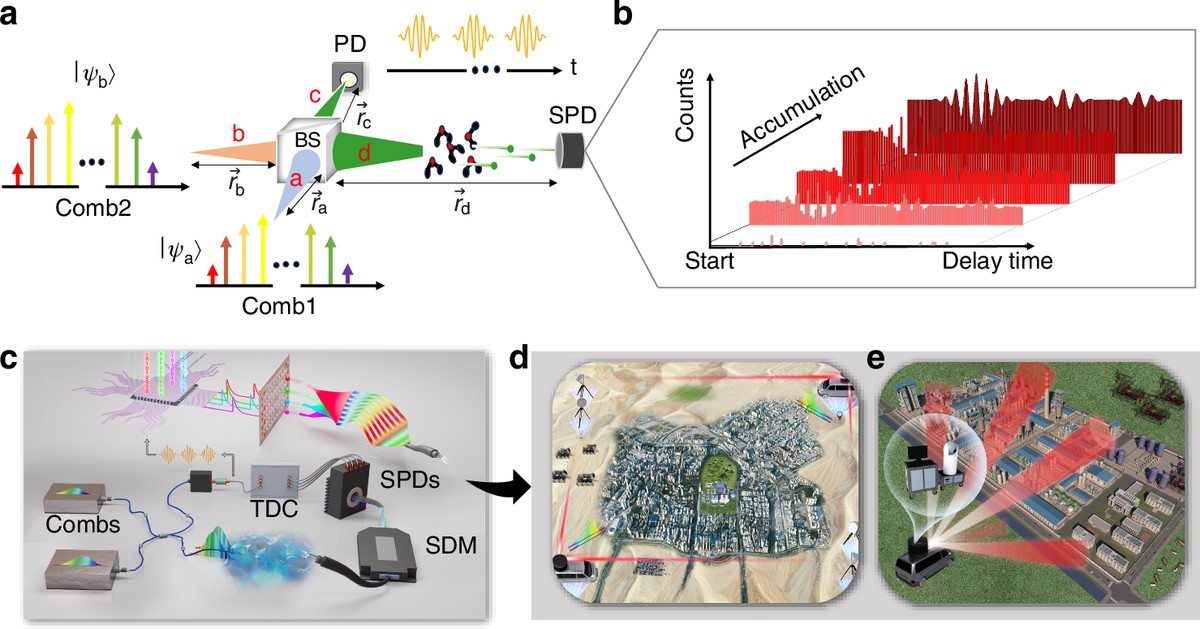 a
PD
t
|ψb⟩
c
r⃗c
b
BS
d
SPD
a
r⃗b
r⃗a
r⃗d
Comb2
|ψa⟩
Comb1
b
Counts
Accumulation
Start
Delay time
c
Combs
TDC
SPDs
SDM
d
e